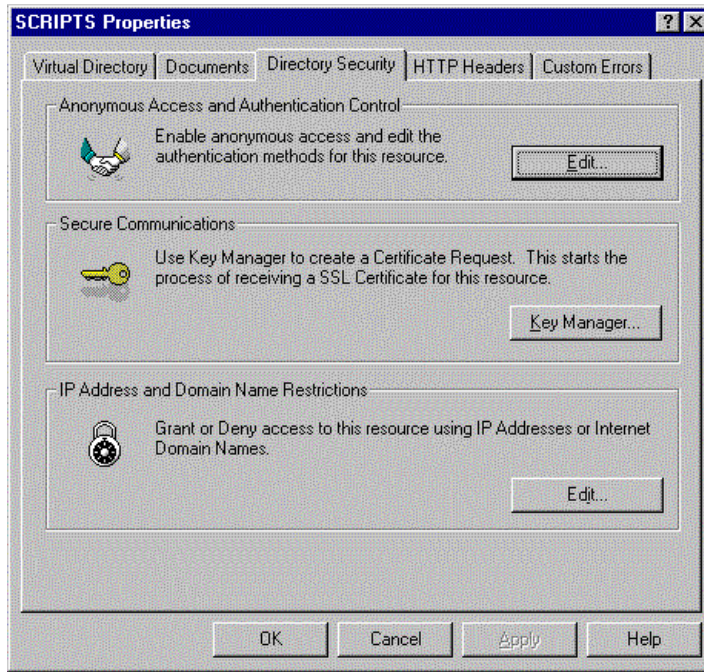 SCRIPTS Properties
Virtual Directory Documents Directory Security HTTP Headers Custom Errors
Anonymous Access and Authentication Control
Enable anonymous access and edit the
authentication methods for this resource.
Edit...
Secure Communications
Use Key Manager to create a Certificate Request. This starts the
process of receiving a SSL Certificate for this resource.
Key Manager...
IP Address and Domain Name Restrictions
Grant or Deny access to this resource using IP Addresses or Internet
Domain Names.
Edit...
OK Cancel Apply Help